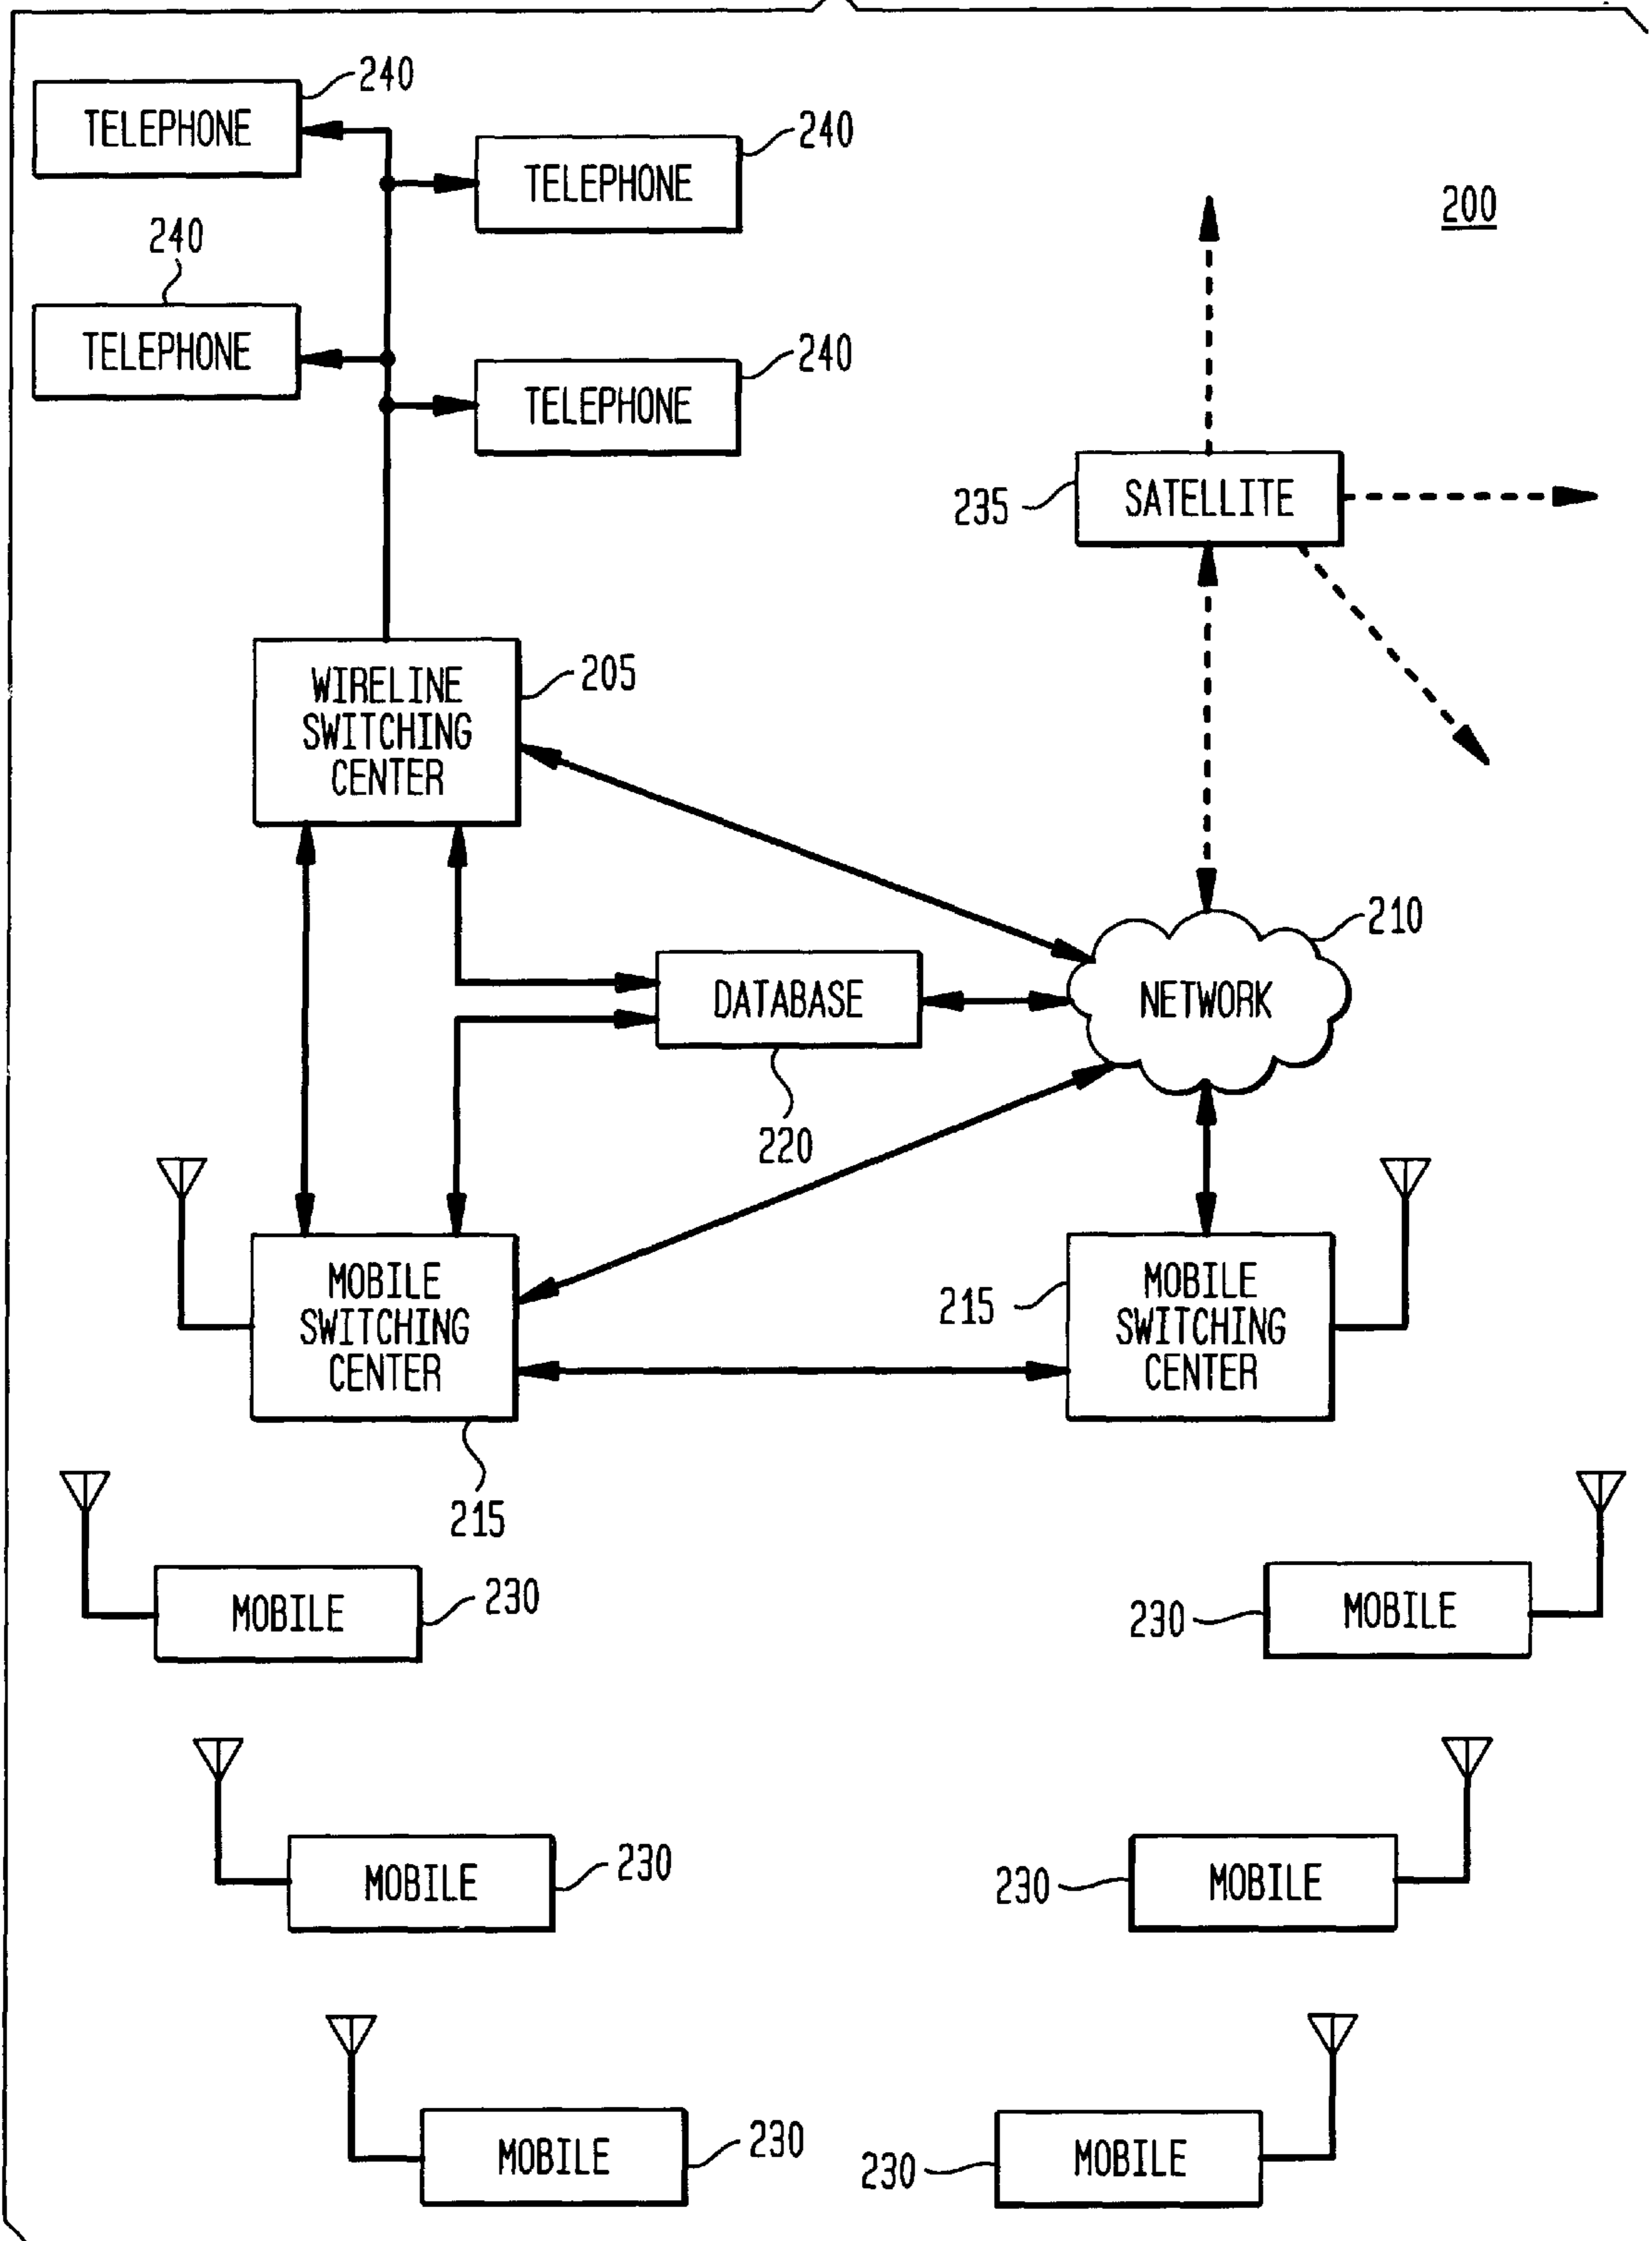 240
TELEPHONE
240
TELEPHONE
200
240
TELEPHONE
240
TELEPHONE
235
SATELLITE
WIRELINE
SWITCHING
CENTER
205
210
DATABASE
NETWORK
220
MOBILE
SWITCHING
CENTER
215
MOBILE
SWITCHING
CENTER
215
MOBILE
230
230
MOBILE
MOBILE
230
230
MOBILE
MOBILE
230
230
MOBILE